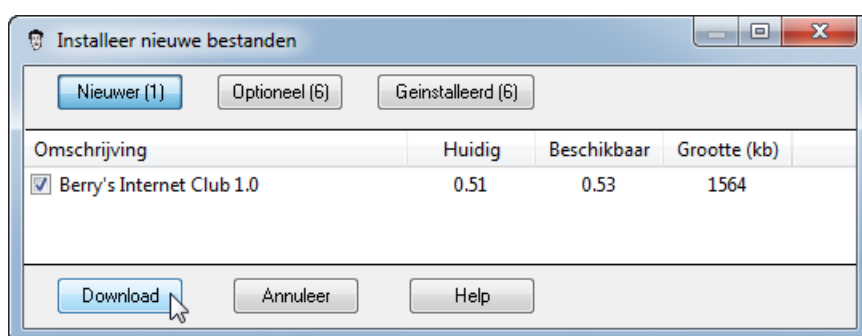 Installeer nieuwe bestanden
Nieuwer (1) Optioneel (6) Geinstalleerd (6)
Omschrijving Huidig Beschikbaar Grootte (kb)
Berry's Internet Club 1.0 0.51 0.53 1564
Download Annuleer Help